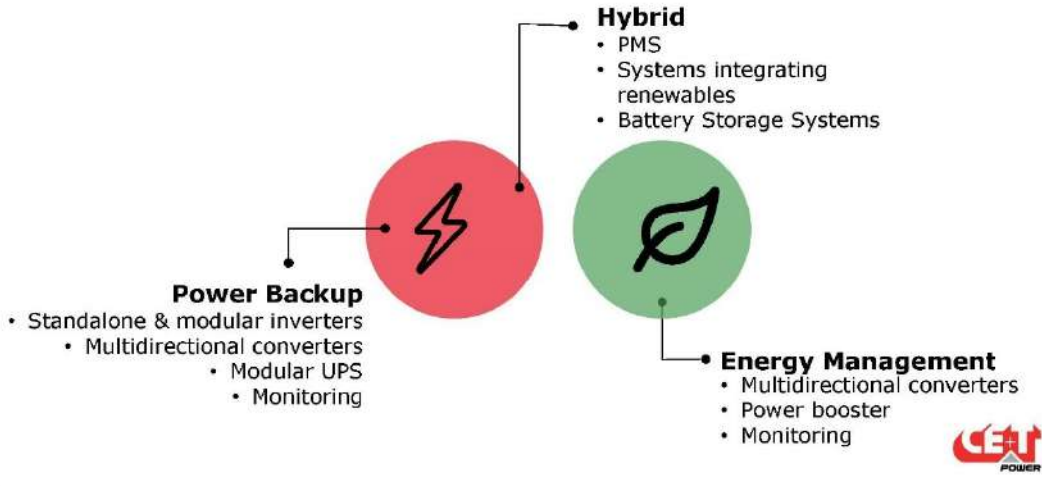 Hybrid
• PMS
• Systems integrating
renewables
• Battery Storage Systems
Power Backup
• Standalone & modular inverters
• Multidirectional converters
• Modular UPS
• Monitoring
Energy Management
• Multidirectional converters
• Power booster
• Monitoring
CE+T
POWER